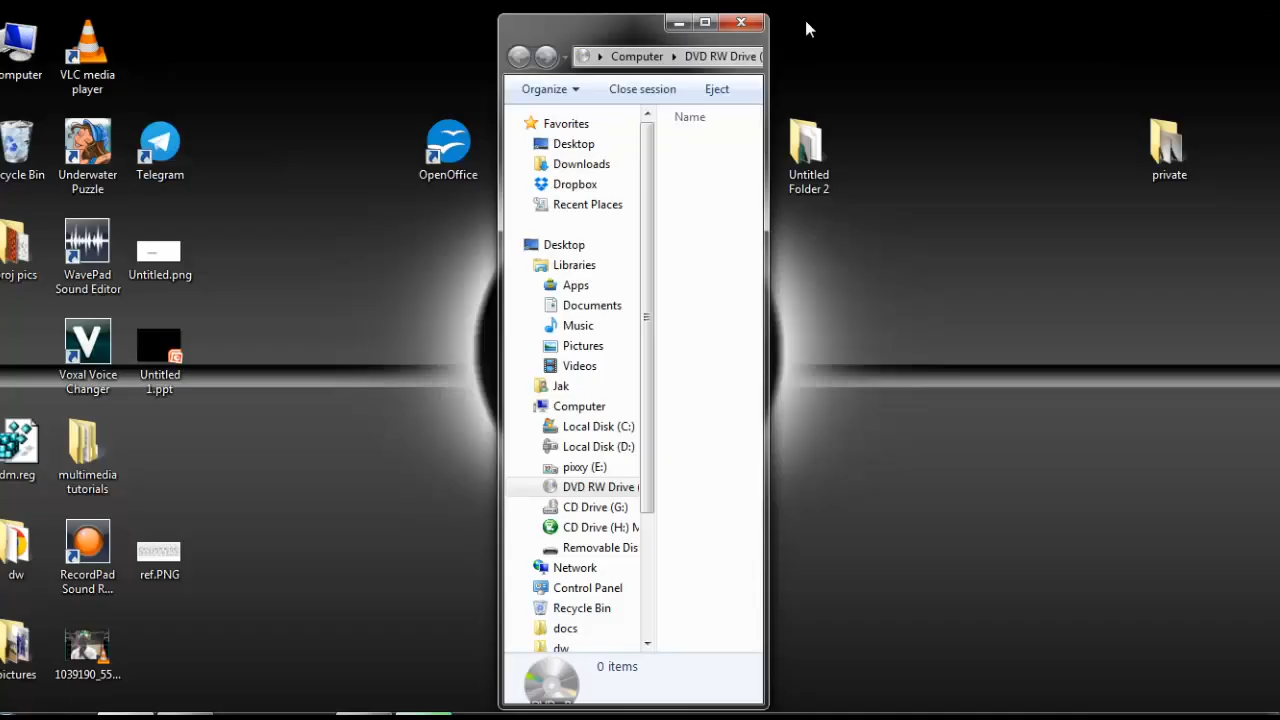 omputer
VLC media
player
cycle Bin
Underwater
Puzzle
Telegram
OpenOffice
Untitled
Folder 2
private
roj pics
WavePad
Sound Editor
Untitled.png
Voxal Voice
Changer
Untitled
1.ppt
dm.reg
multimedia
tutorials
dw
RecordPad
Sound R...
ref.PNG
pictures
1039190_55...
Computer
DVD RW Drive (
Organize
Close session
Eject
Name
Favorites
Desktop
Downloads
Dropbox
Recent Places
Desktop
Libraries
Apps
Documents
Music
Pictures
Videos
Jak
Computer
Local Disk (C:)
Local Disk (D:)
pixxy (E:)
DVD RW Drive (
CD Drive (G:)
CD Drive (H:) M
Removable Dis
Network
Control Panel
Recycle Bin
docs
dw
0 items